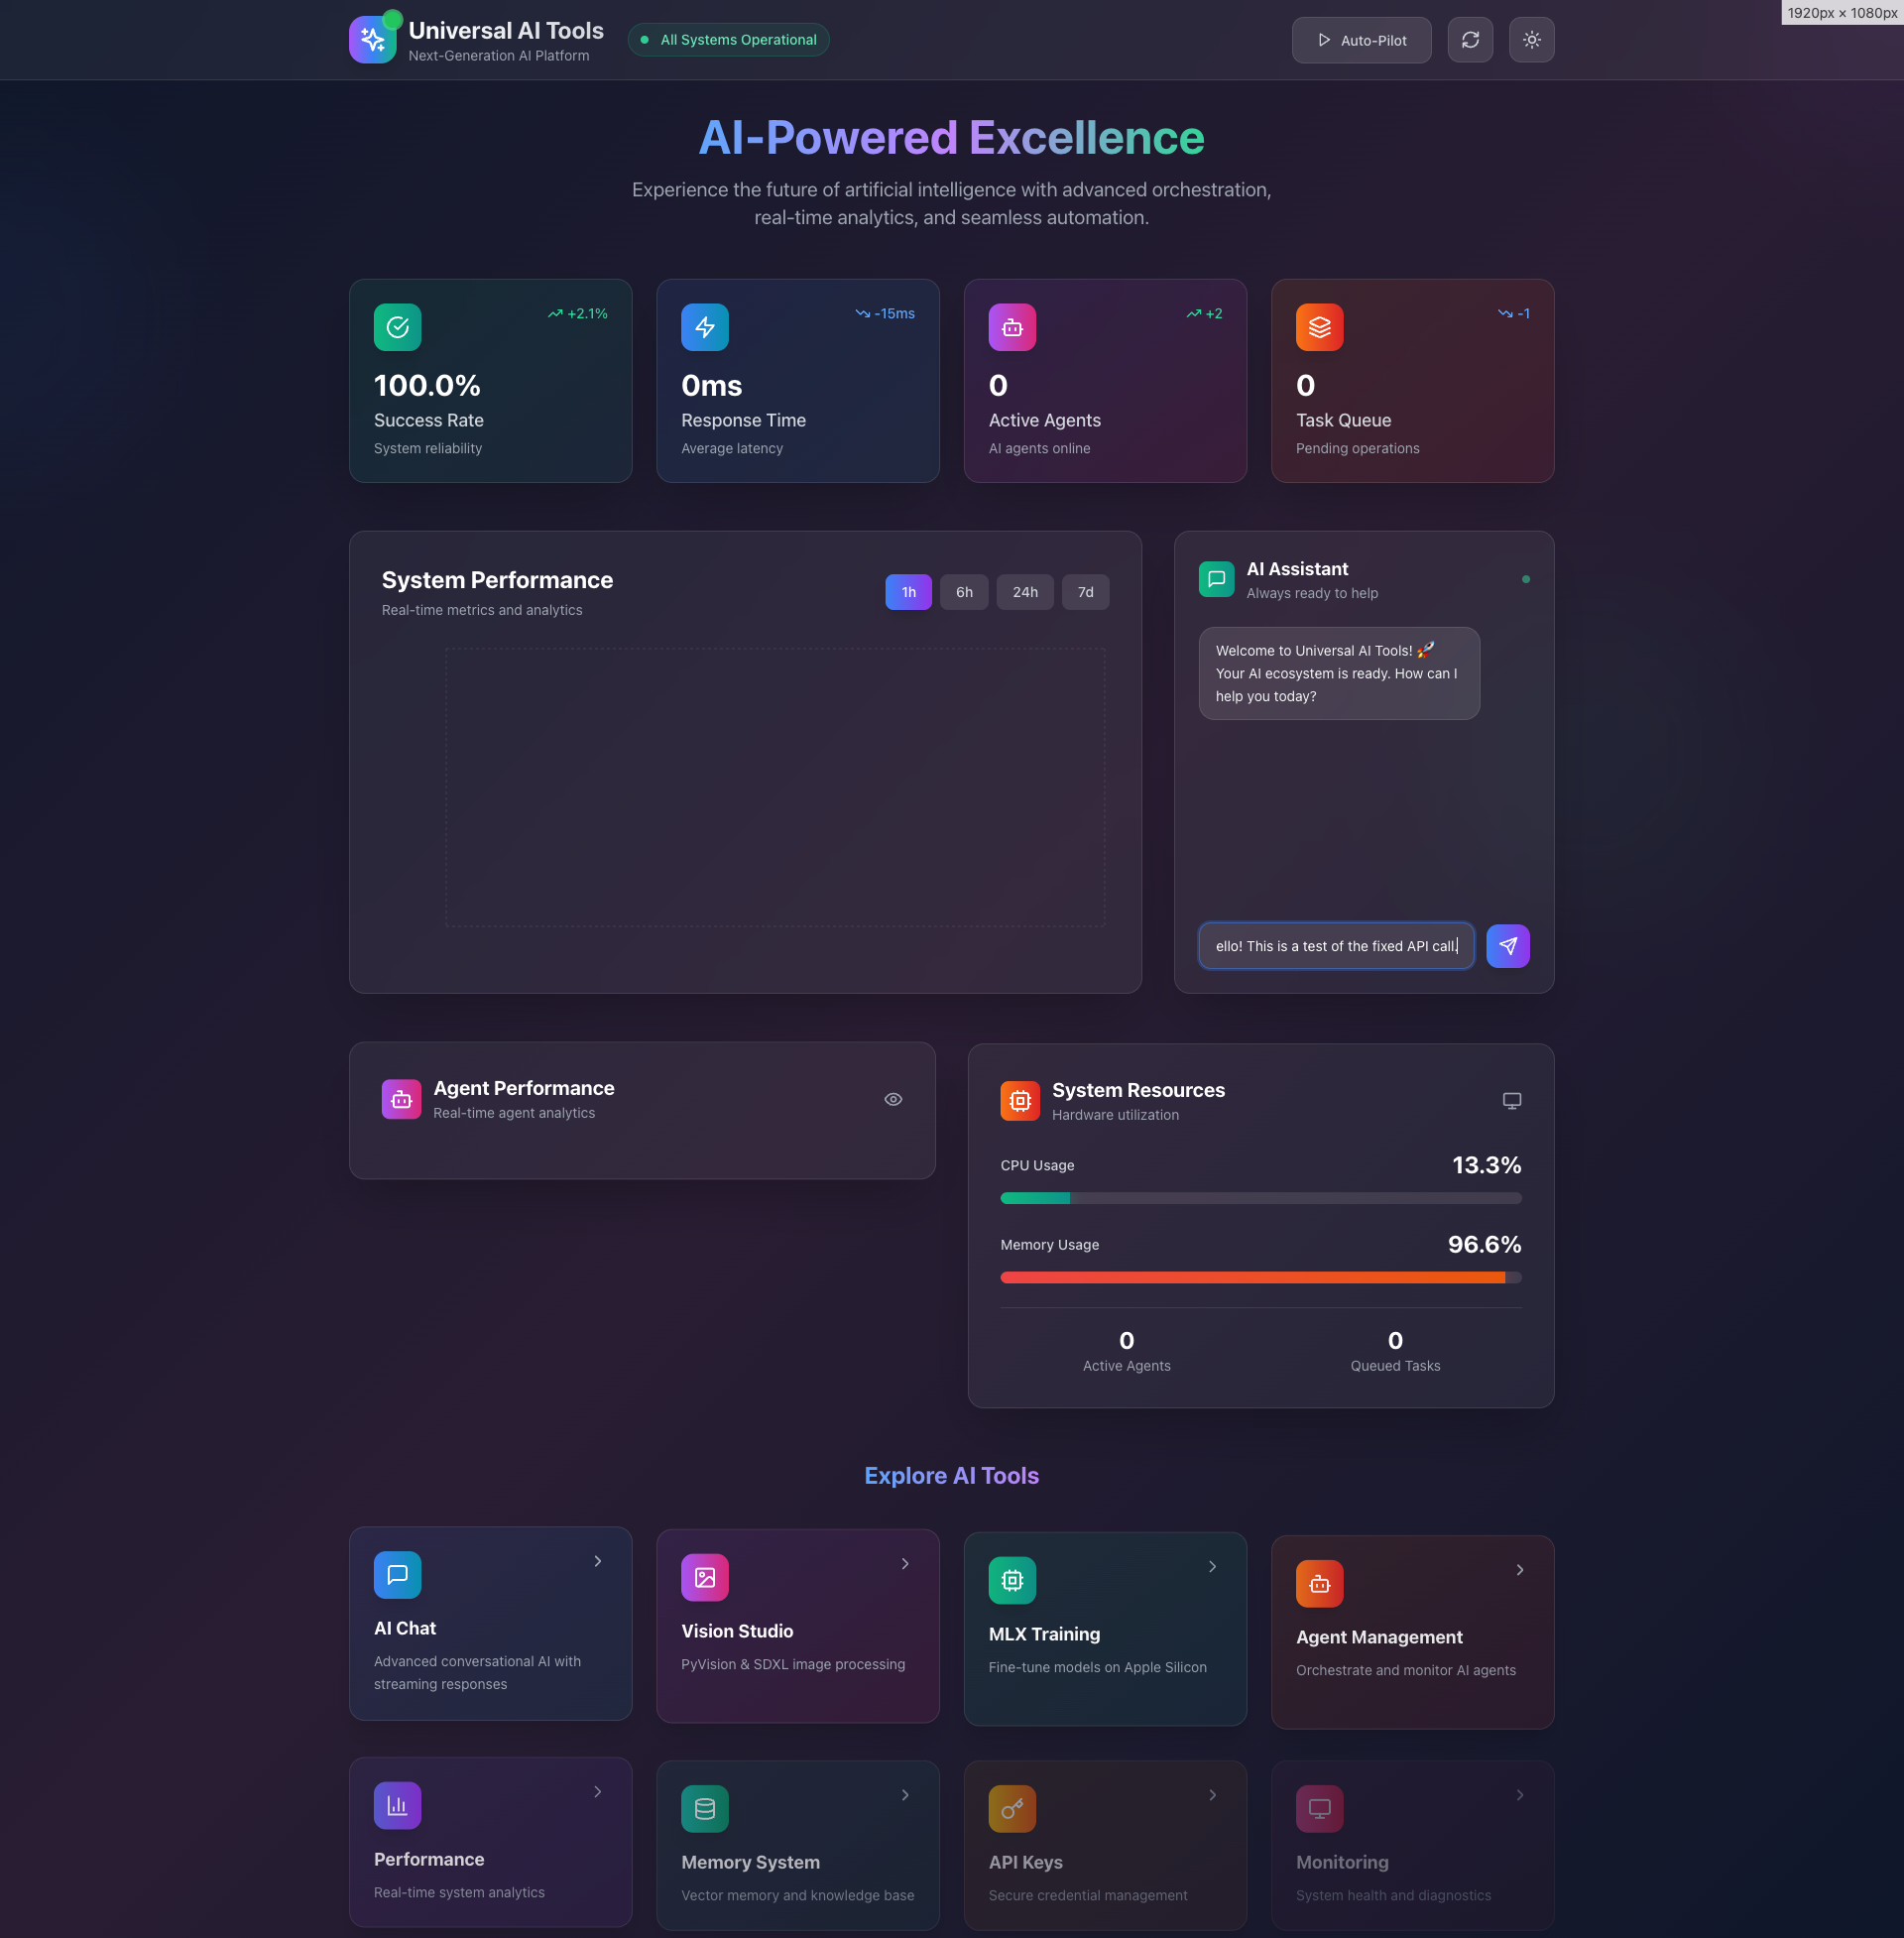 1920px × 1080px
Universal AI Tools
Next-Generation AI Platform
All Systems Operational
Auto-Pilot
AI-Powered Excellence
Experience the future of artificial intelligence with advanced orchestration,
real-time analytics, and seamless automation.
+2.1%
100.0%
Success Rate
System reliability
-15ms
0ms
Response Time
Average latency
+2
0
Active Agents
AI agents online
-1
0
Task Queue
Pending operations
System Performance
Real-time metrics and analytics
1h
6h
24h
7d
AI Assistant
Always ready to help
Welcome to Universal AI Tools! 🚀
Your AI ecosystem is ready. How can I
help you today?
ello! This is a test of the fixed API call.
Agent Performance
Real-time agent analytics
System Resources
Hardware utilization
CPU Usage
13.3%
Memory Usage
96.6%
0
Active Agents
0
Queued Tasks
Explore AI Tools
AI Chat
Advanced conversational AI with
streaming responses
Vision Studio
PyVision & SDXL image processing
MLX Training
Fine-tune models on Apple Silicon
Agent Management
Orchestrate and monitor AI agents
Performance
Real-time system analytics
Memory System
Vector memory and knowledge base
API Keys
Secure credential management
Monitoring
System health and diagnostics